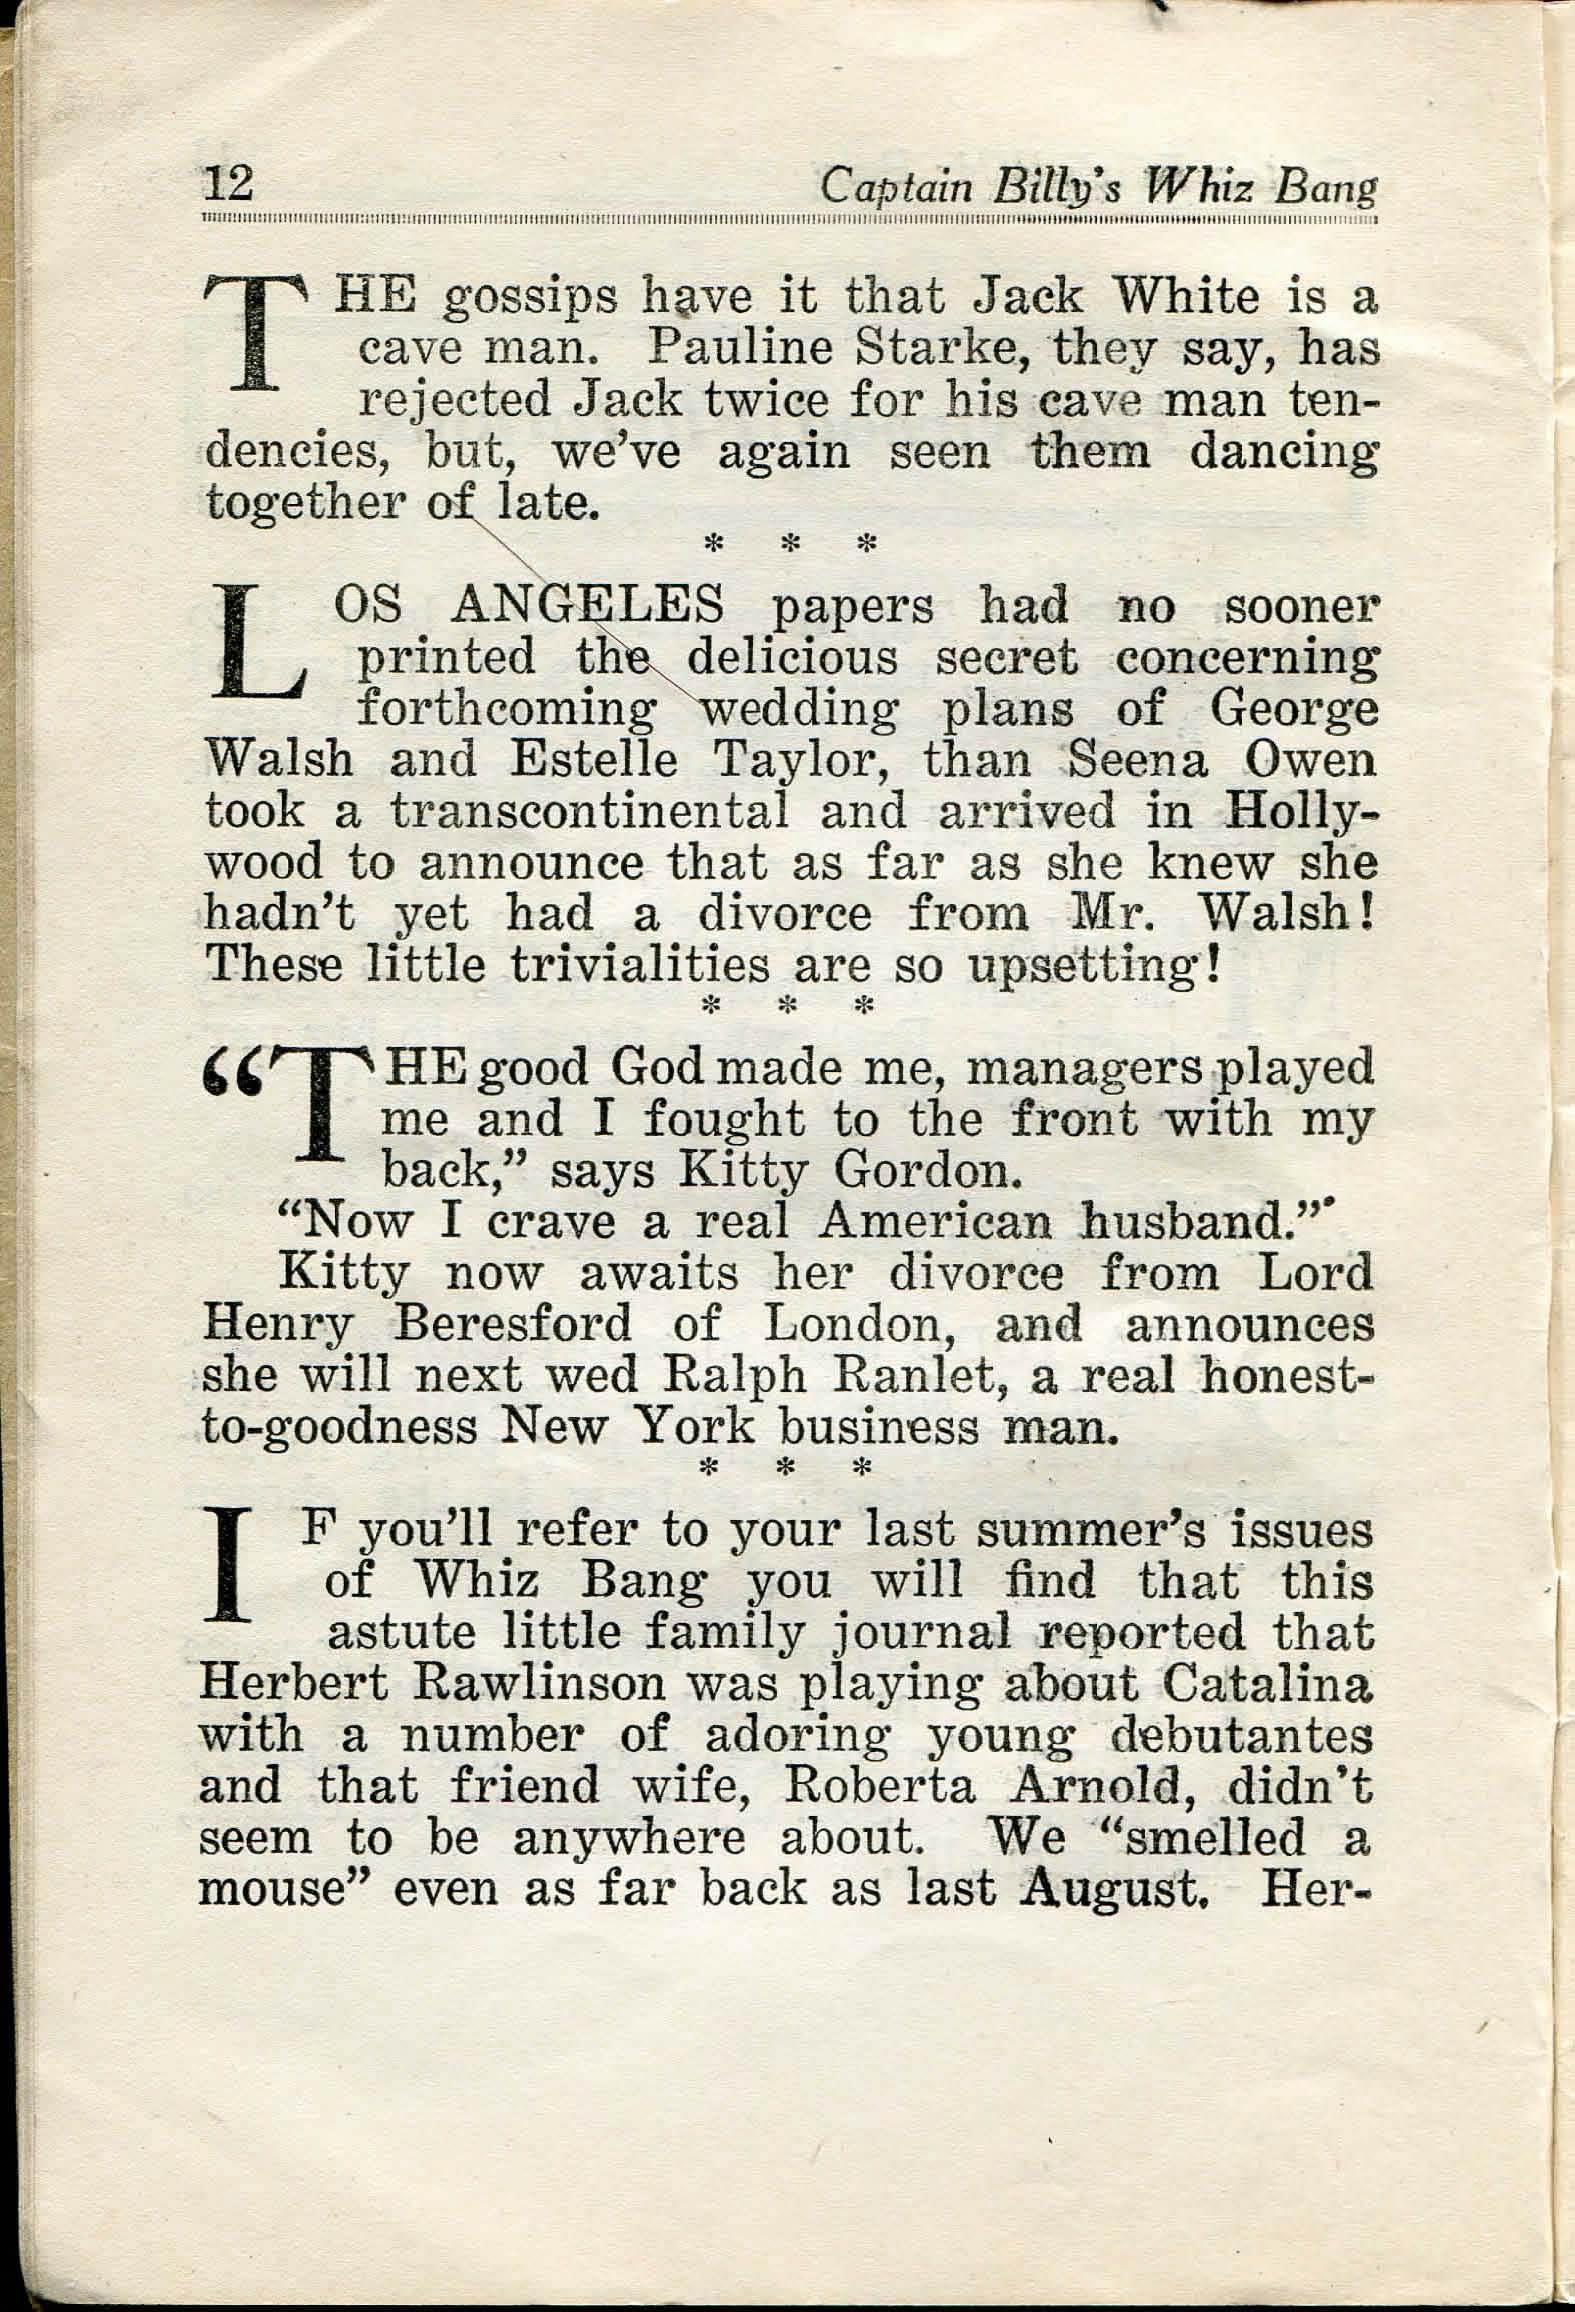 12 Captain Billy's Whiz Bang
THE gossips have it that Jack White is a
cave man. Pauline Starke, they say, has
rejected Jack twice for his cave man ten-
dencies, but, we've again seen them dancing
together of late.
* * *
LOS ANGELES papers had no sooner
printed the delicious secret concerning
forthcoming wedding plans of George
Walsh and Estelle Taylor, than Seena Owen
took a transcontinental and arrived in Holly-
wood to announce that as far as she knew she
hadn't yet had a divorce from Mr. Walsh!
These little trivialities are so upsetting!
* * *
“THE good God made me, managers played
me and I fought to the front with my
back,” says Kitty Gordon.
“Now I crave a real American husband.”
Kitty now awaits her divorce from Lord
Henry Beresford of London, and announces
she will next wed Ralph Ranlet, a real honest-
to-goodness New York business man.
* * *
IF you'll refer to your last summer's issues
of Whiz Bang you will find that this
astute little family journal reported that
Herbert Rawlinson was playing about Catalina
with a number of adoring young debutantes
and that friend wife, Roberta Arnold, didn't
seem to be anywhere about. We “smelled a
mouse” even as far back as last August. Her-